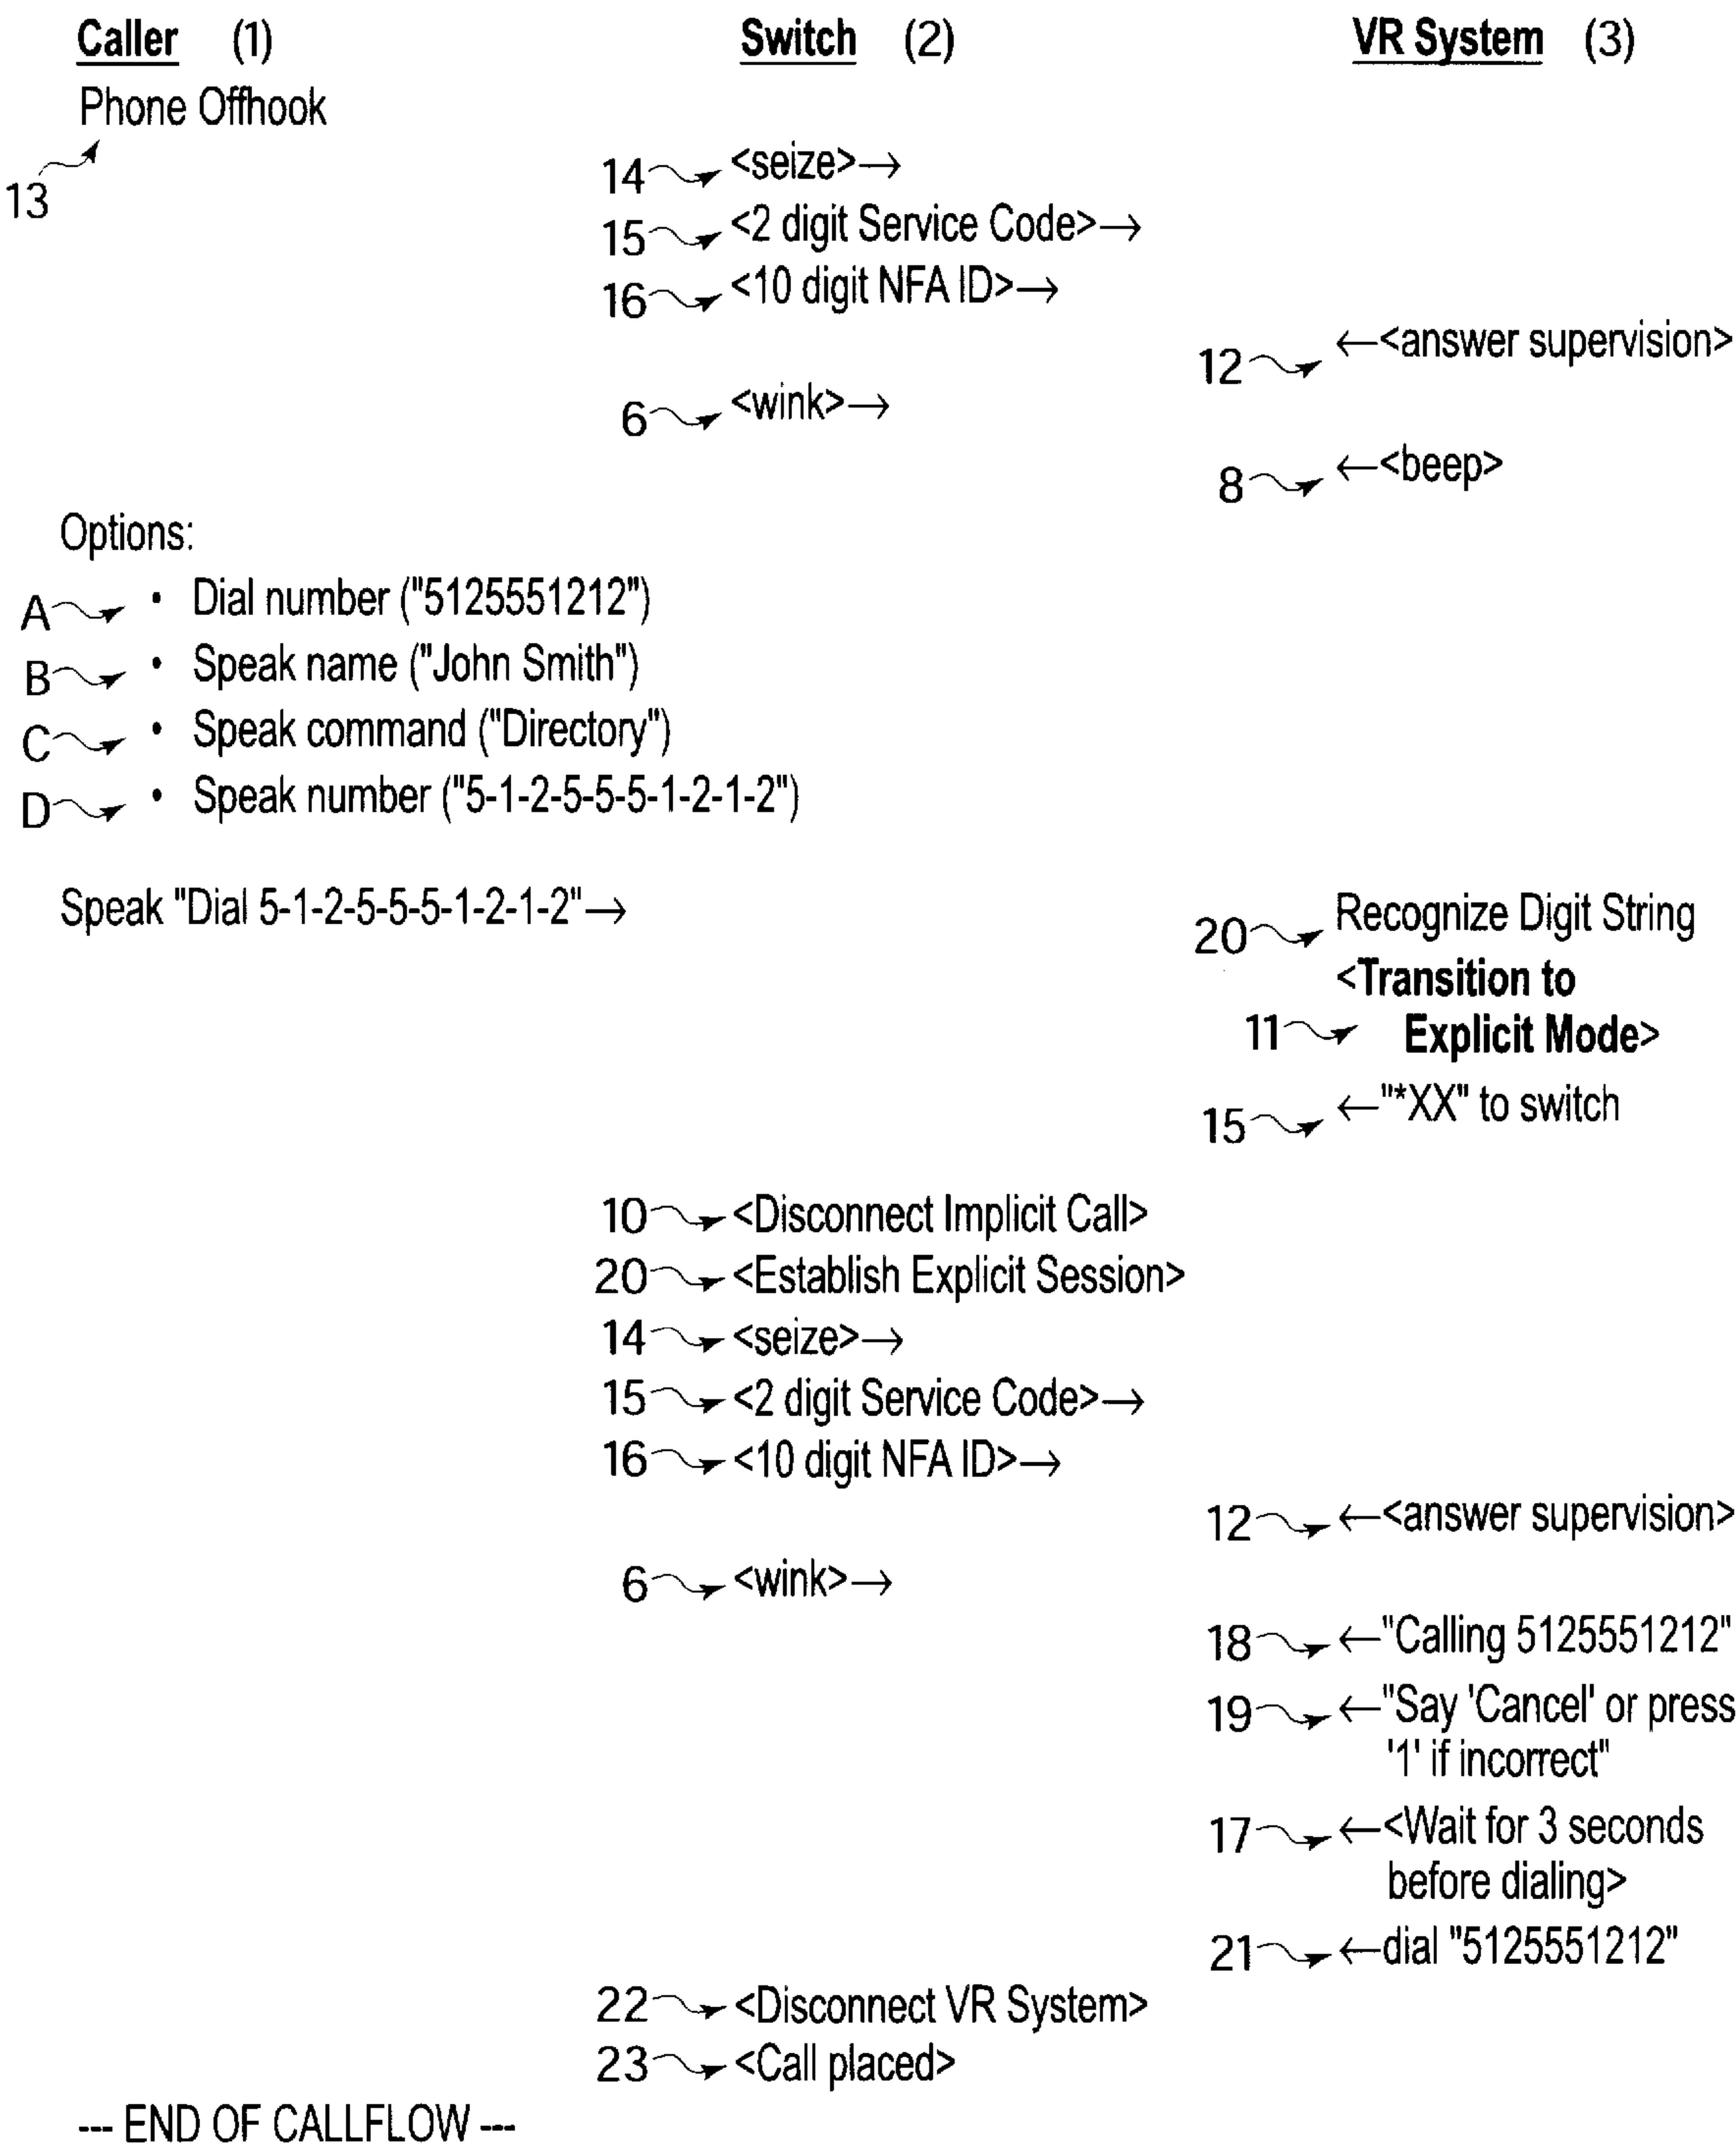 Caller (1) Switch (2) VR System (3)
Phone Offhook
13
14 <seize>→
15 <2 digit Service Code>→
16 <10 digit NFA ID>→
12 ←<answer supervision>
6 <wink>→
8 ←<beep>
Options:
A • Dial number ("5125551212")
B • Speak name ("John Smith")
C • Speak command ("Directory")
D • Speak number ("5-1-2-5-5-5-1-2-1-2")
Speak "Dial 5-1-2-5-5-5-1-2-1-2"→
20 Recognize Digit String
<Transition to
11 Explicit Mode>
15 ←"*XX" to switch
10 <Disconnect Implicit Call>
20 <Establish Explicit Session>
14 <seize>→
15 <2 digit Service Code>→
16 <10 digit NFA ID>→
12 ←<answer supervision>
6 <wink>→
18 ←"Calling 5125551212"
19 ←"Say 'Cancel' or press
'1' if incorrect"
17 ←<Wait for 3 seconds
before dialing>
21 ←dial "5125551212"
22 <Disconnect VR System>
23 <Call placed>
--- END OF CALLFLOW ---